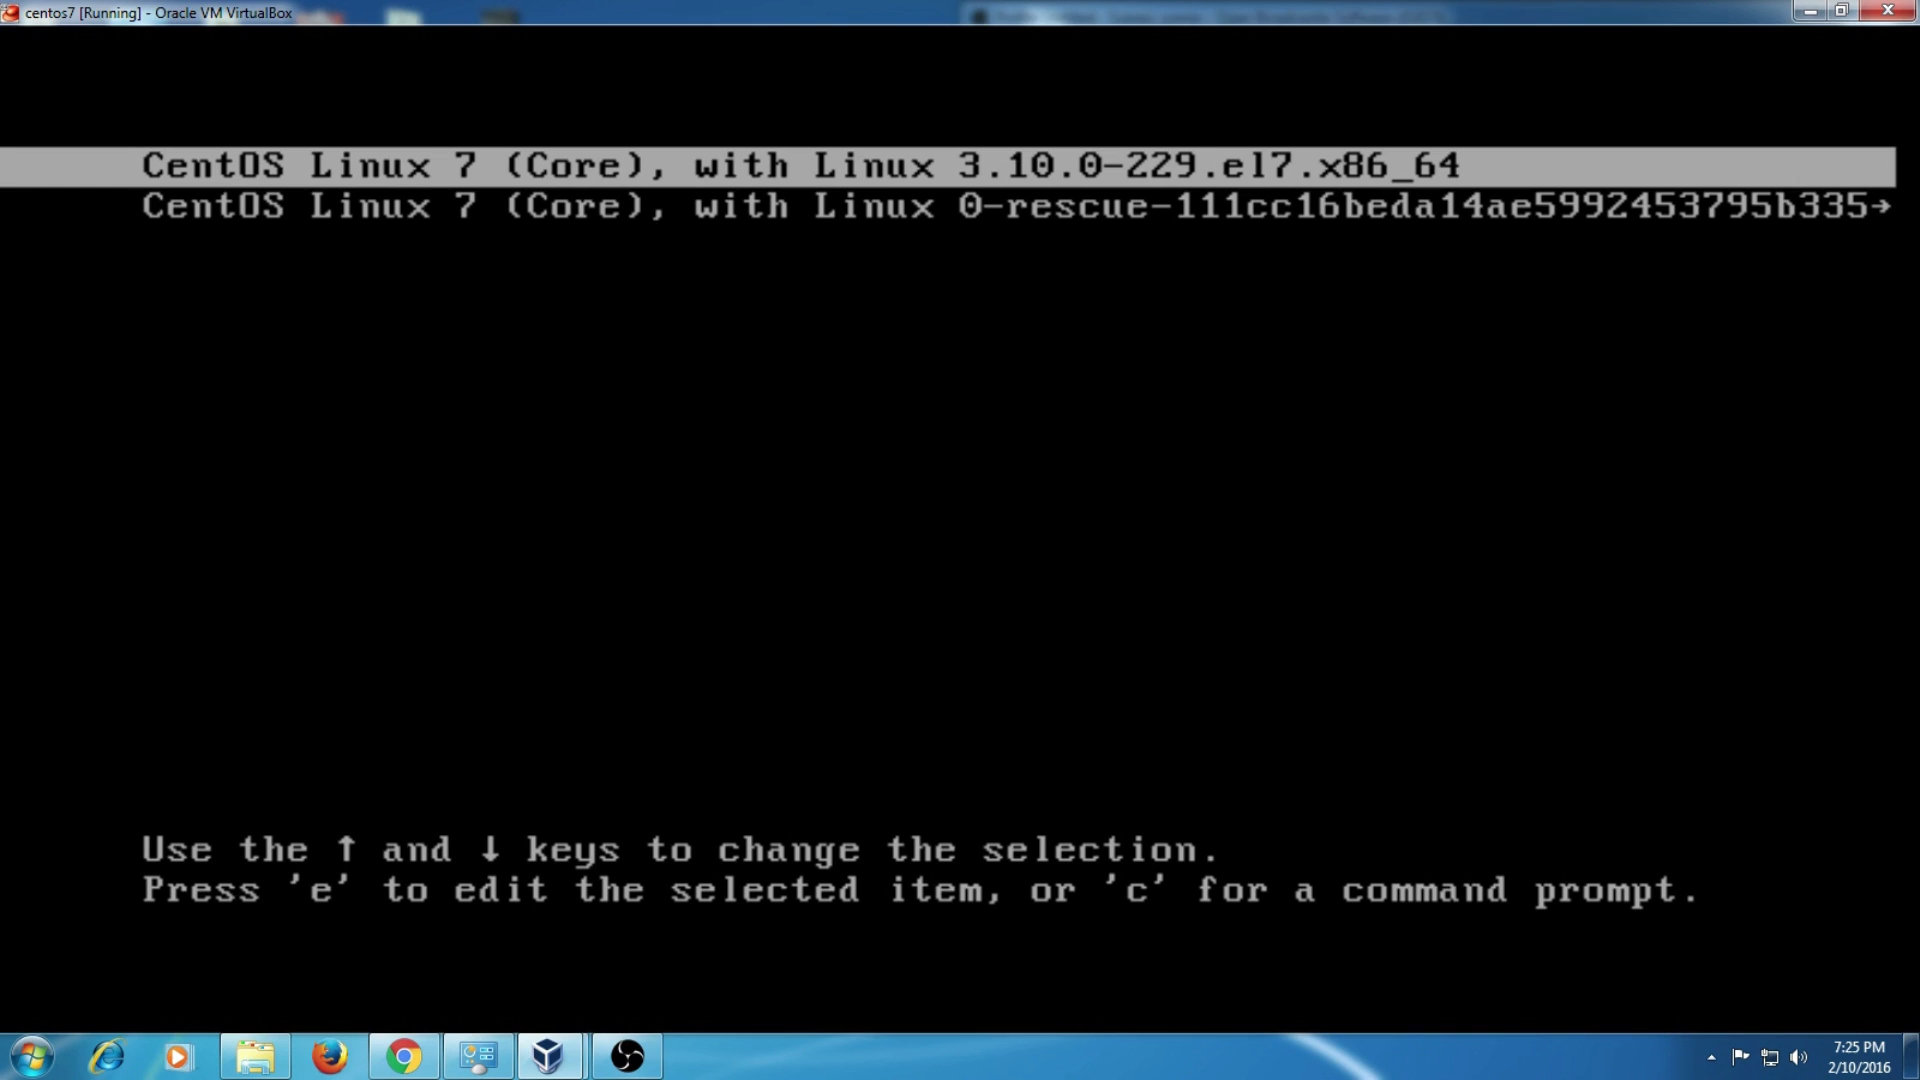 centos7 [Running] - Oracle VM VirtualBox
CentOS Linux 7 (Core), with Linux 3.10.0-229.el7.x86_64
CentOS Linux 7 (Core), with Linux 0-rescue-111cc16beda14ae5992453795b335→
Use the ↑ and ↓ keys to change the selection.
Press 'e' to edit the selected item, or 'c' for a command prompt.
7:25 PM
2/10/2016